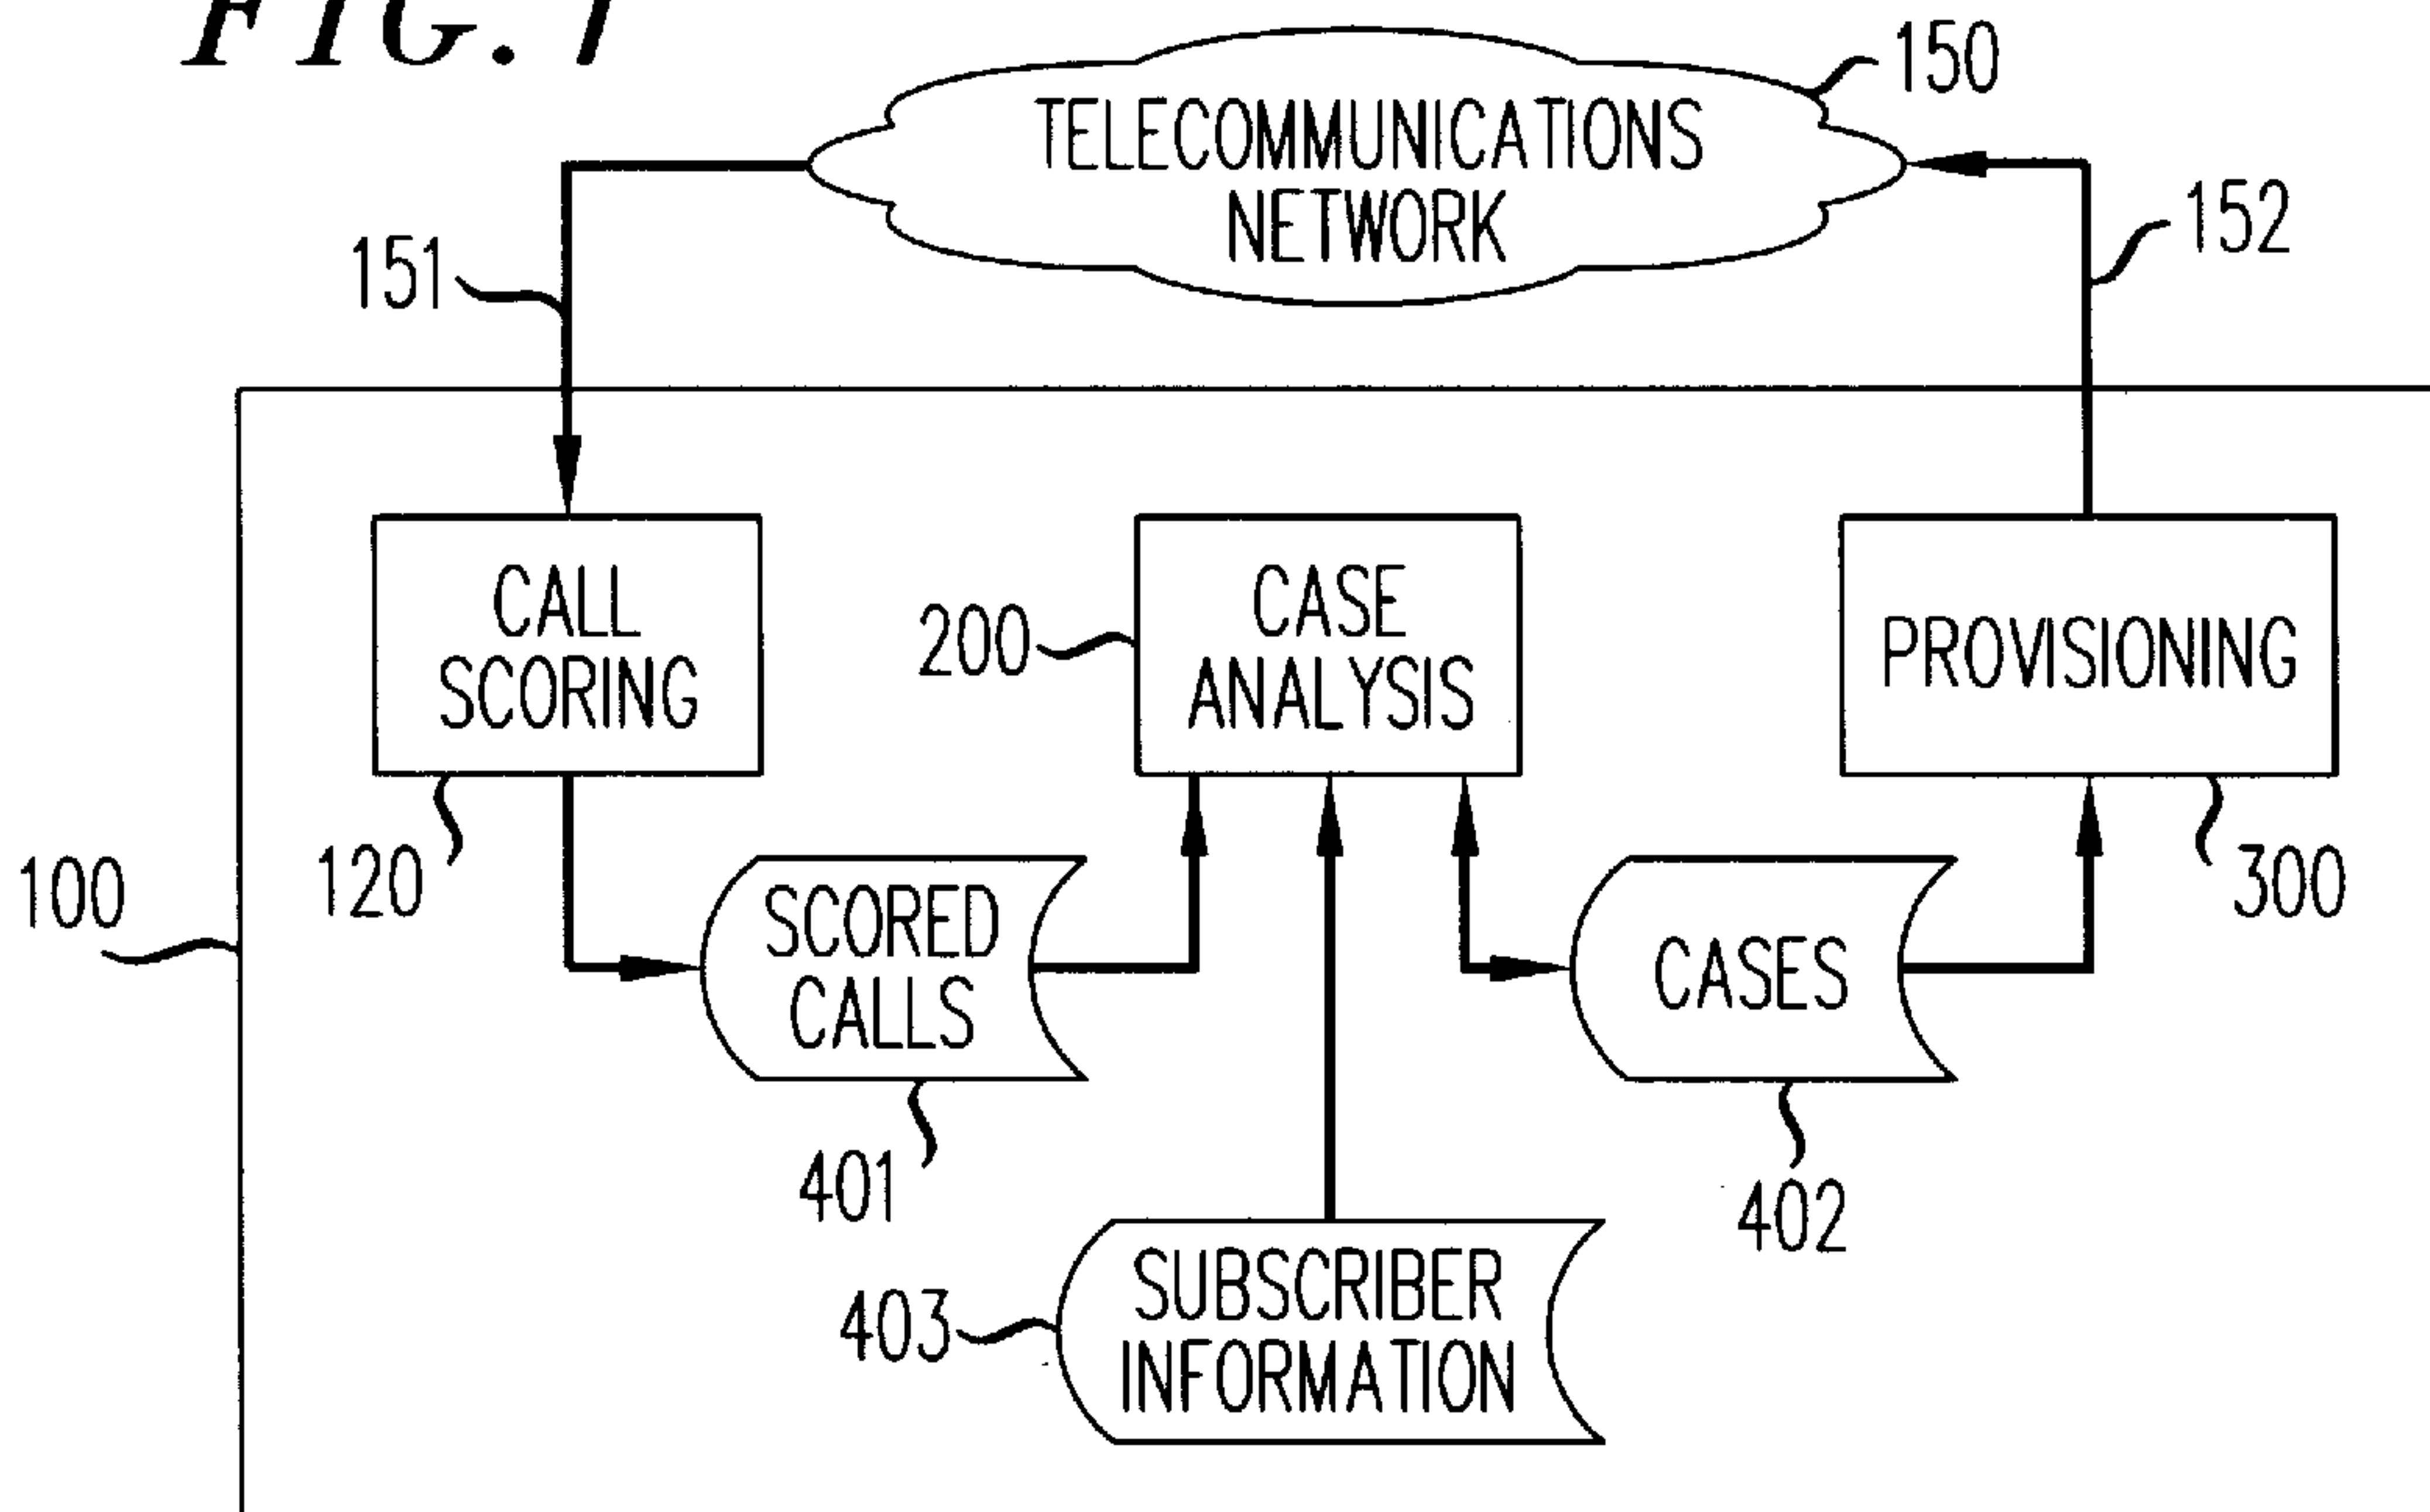 FIG. 1
150
TELECOMMUNICATIONS
NETWORK
152
151
CALL
SCORING
200
CASE
ANALYSIS
PROVISIONING
120
100
300
SCORED
CALLS
CASES
401
402
403
SUBSCRIBER
INFORMATION